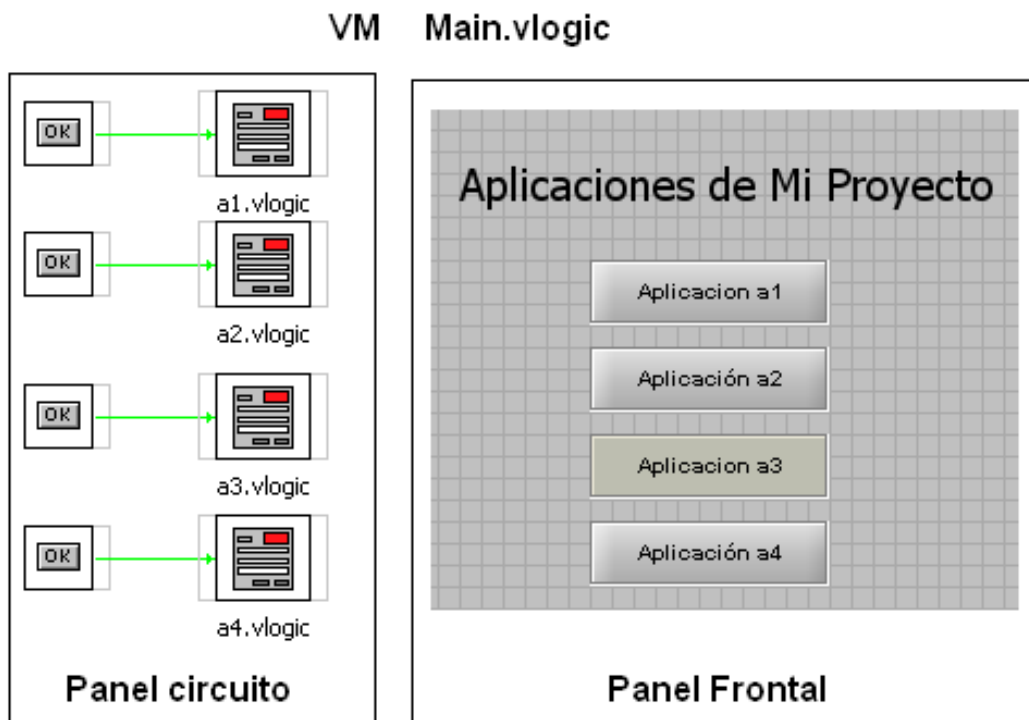 VM Main.vlogic
OK
a1.vlogic
OK
a2.vlogic
OK
a3.vlogic
OK
a4.vlogic
Panel circuito
Aplicaciones de Mi Proyecto
Aplicacion a1
Aplicación a2
Aplicacion a3
Aplicación a4
Panel Frontal